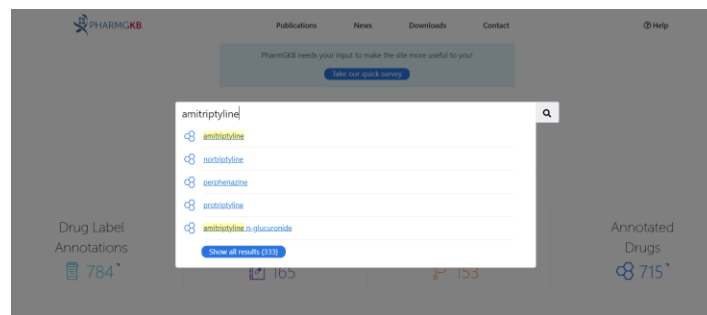 PHARMGKB
Publications News Downloads Contact Help
PharmGKB needs your input to make the site more useful to you!
Take our quick survey
amitriptyline
amitriptyline
nortriptyline
perphenazine
protriptyline
amitriptyline n-glucuronide
Show all results (333)
Drug Label
Annotations
784
165
153
Annotated
Drugs
715